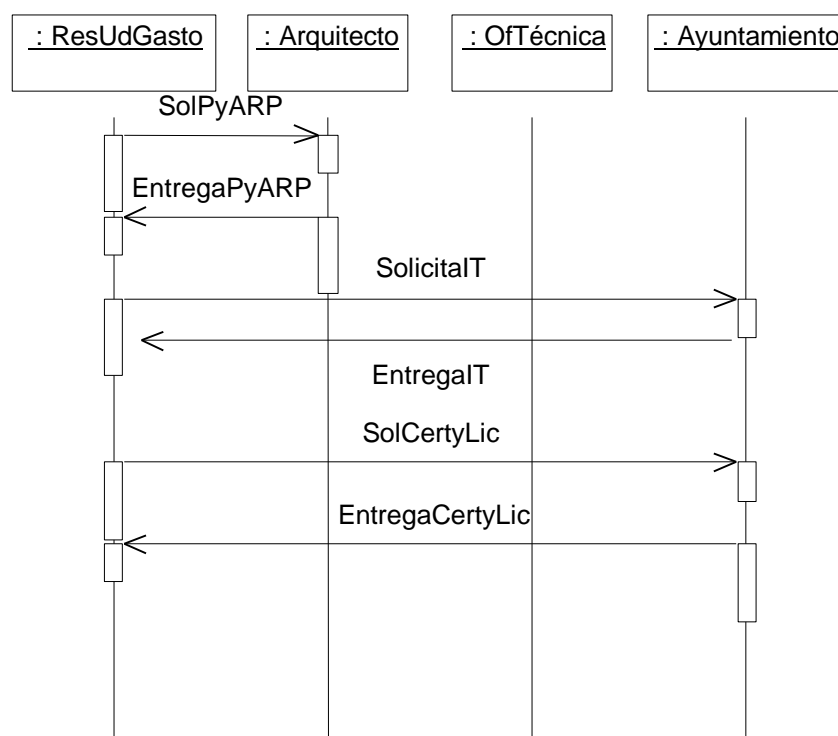 : ResUdGasto
: Arquitecto
: OfTécnica
: Ayuntamiento
SolPyARP
EntregaPyARP
SolicitaIT
EntregaIT
SolCertyLic
EntregaCertyLic